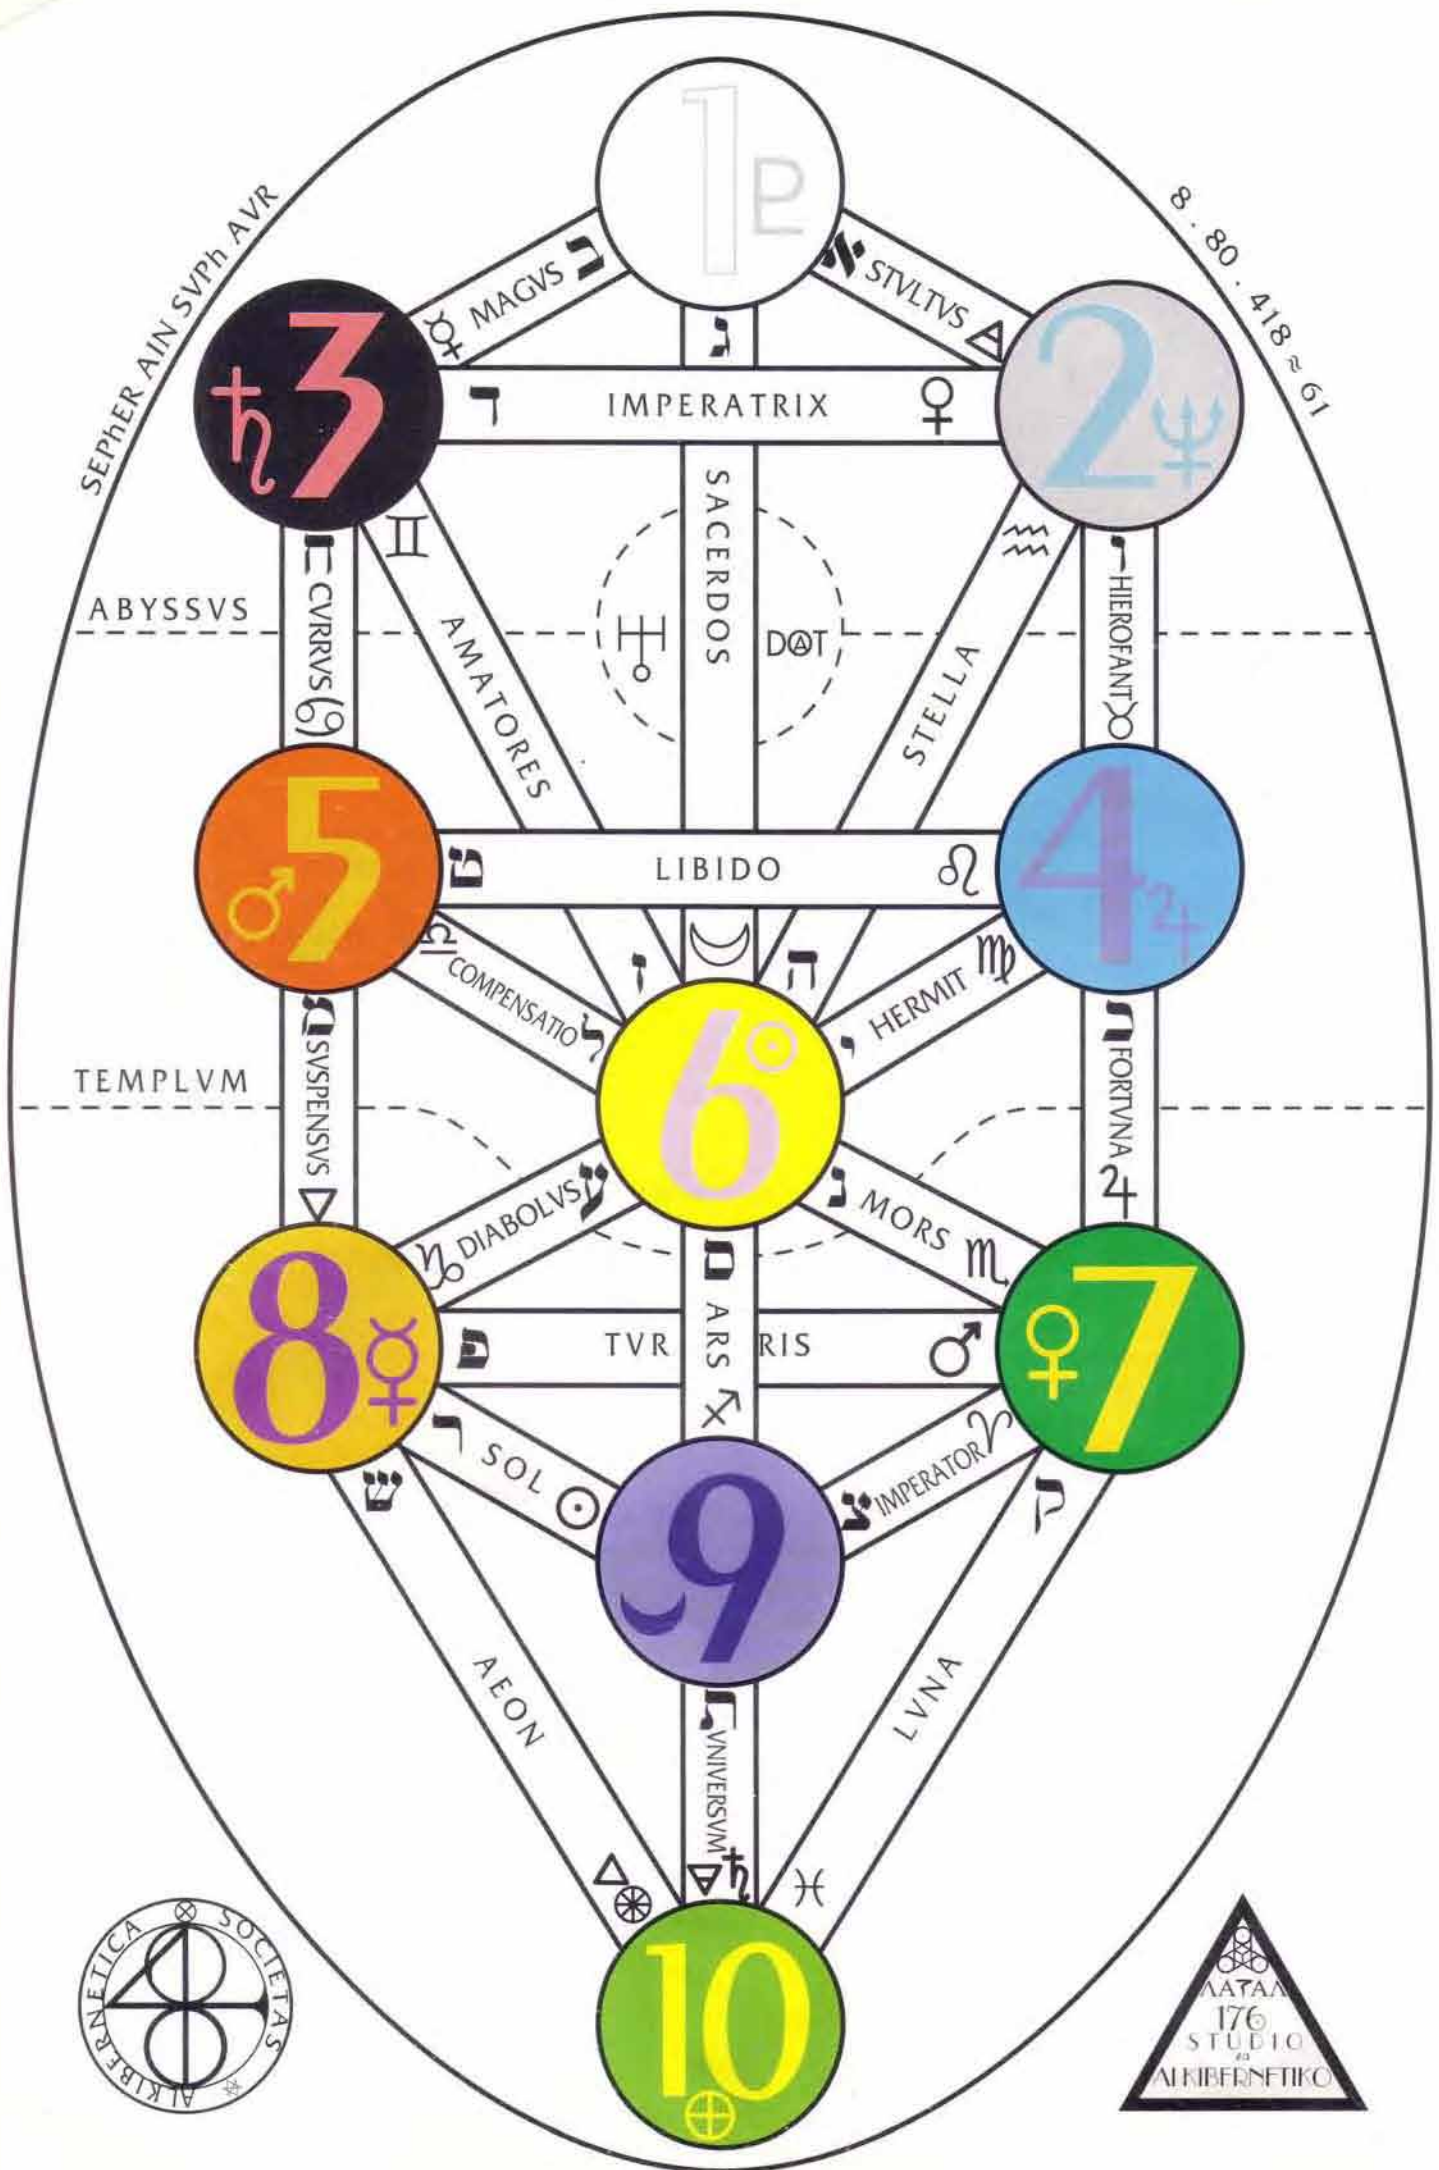 1 P
SEPhER AIN SVPh AVR
8 . 80 . 418 ≈ 61
ב MAGVS ☿
א STVLTVS 🜁
ג
♄ 3
2 ♆
ד IMPERATRIX ♀
SACERDOS
♊
♒
ח CVRRVS ♋
ו HIEROFANT ♉
ABYSSVS
AMATORES
♅ DAT
STELLA
♂ 5
4 ♃
ט LIBIDO ♌
♎ COMPENSATIO ל
ז
☽
ה
י HERMIT ♍
6 ☉
TEMPLVM
מ SVSPENSVS ▽
FORTVNA ♃
♑ DIABOLVS ע
נ MORS ♏
ARS ♐
8 ☿
♀ 7
פ TVR RIS ♂
ר SOL ☉
צ IMPERATOR ♈
ש
ק
☽ 9
AEON
LVNA
ת VNIVERSVM 🜃 ♄
△ ⊛
♓
10
⊕
ALKIBERNETICA ⊗ SOCIETAS
ΛΑΤΑΛ
176
STUDIO
ALKIBERNETIKO